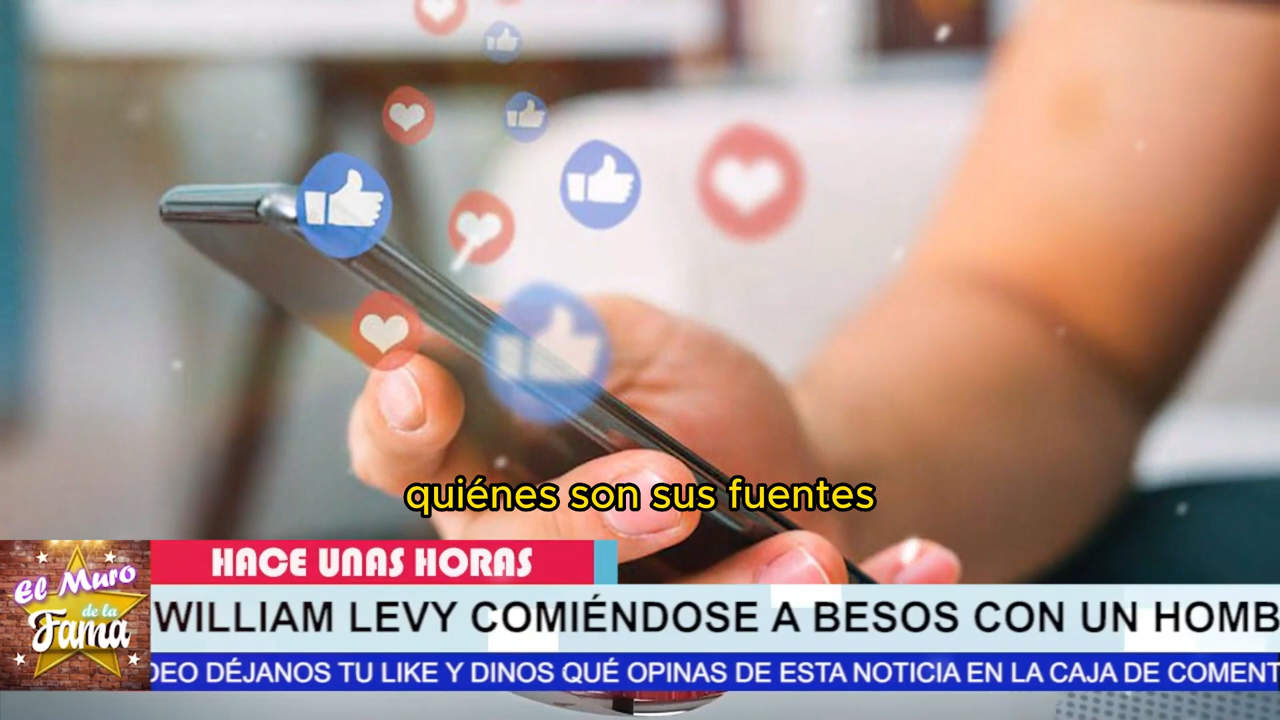 quiénes son sus fuentes
HACE UNAS HORAS
El Muro
de la
Fama
WILLIAM LEVY COMIÉNDOSE A BESOS CON UN HOMB
DEO DÉJANOS TU LIKE Y DINOS QUÉ OPINAS DE ESTA NOTICIA EN LA CAJA DE COMENT